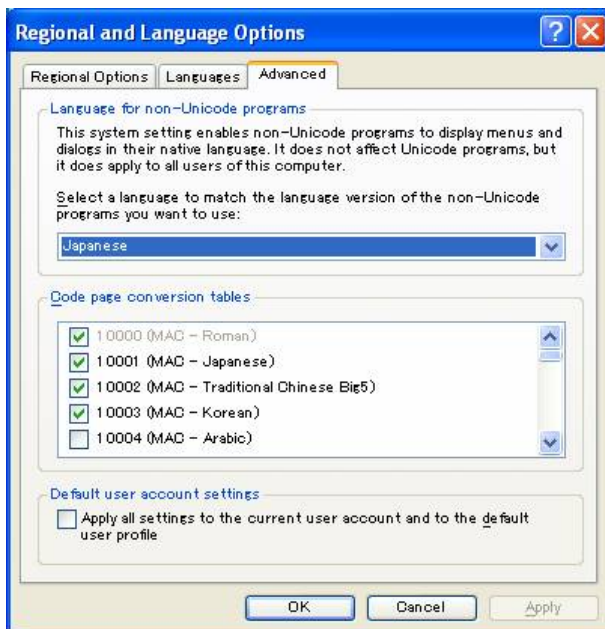 Regional and Language Options
Regional Options
Languages
Advanced
Language for non-Unicode programs
This system setting enables non-Unicode programs to display menus and
dialogs in their native language. It does not affect Unicode programs, but
it does apply to all users of this computer.
Select a language to match the language version of the non-Unicode
programs you want to use:
Japanese
Code page conversion tables
10000 (MAC - Roman)
10001 (MAC - Japanese)
10002 (MAC - Traditional Chinese Big5)
10003 (MAC - Korean)
10004 (MAC - Arabic)
Default user account settings
Apply all settings to the current user account and to the default
user profile
OK
Cancel
Apply